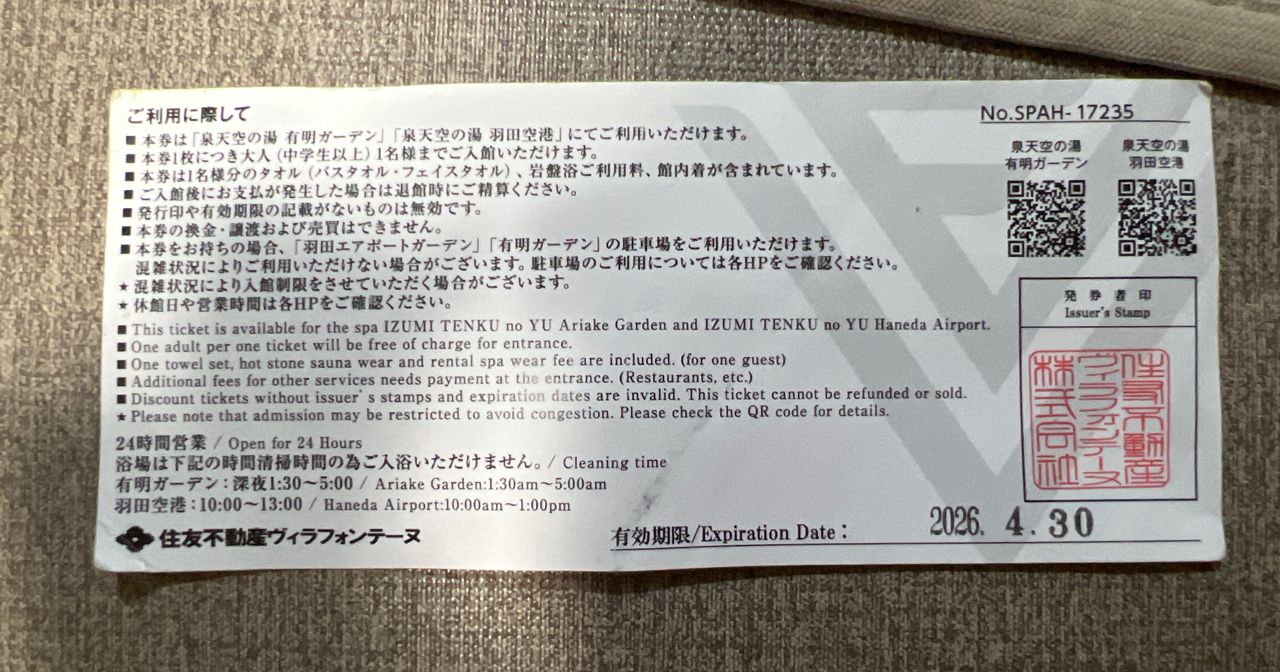 ご利用に際して
■ 本券は「泉天空の湯 有明ガーデン」「泉天空の湯 羽田空港」にてご利用いただけます。
■ 本券1枚につき大人（中学生以上）1名様までご入館いただけます。
■ 本券は1名様分のタオル（バスタオル・フェイスタオル）、岩盤浴ご利用料、館内着が含まれています。
■ ご入館後にお支払が発生した場合は退館時にご精算ください。
■ 発行印や有効期限の記載がないものは無効です。
■ 本券の換金・譲渡および売買はできません。
■ 本券をお持ちの場合、「羽田エアポートガーデン」「有明ガーデン」の駐車場をご利用いただけます。
混雑状況によりご利用いただけない場合がございます。駐車場のご利用については各HPをご確認ください。
★ 混雑状況により入館制限をさせていただく場合がございます。
★ 休館日や営業時間は各HPをご確認ください。
■ This ticket is available for the spa IZUMI TENKU no YU Ariake Garden and IZUMI TENKU no YU Haneda Airport.
■ One adult per one ticket will be free of charge for entrance.
■ One towel set, hot stone sauna wear and rental spa wear fee are included. (for one guest)
■ Additional fees for other services needs payment at the entrance. (Restaurants, etc.)
■ Discount tickets without issuer's stamps and expiration dates are invalid. This ticket cannot be refunded or sold.
★ Please note that admission may be restricted to avoid congestion. Please check the QR code for details.
24時間営業 / Open for 24 Hours
浴場は下記の時間清掃時間の為ご入浴いただけません。/ Cleaning time
有明ガーデン：深夜1:30～5:00 / Ariake Garden:1:30am～5:00am
羽田空港：10:00～13:00 / Haneda Airport:10:00am～1:00pm
住友不動産ヴィラフォンテーヌ
No.SPAH- 17235
泉天空の湯
有明ガーデン
泉天空の湯
羽田空港
発券者印
Issuer's Stamp
住友不動産
ヴィラフォンテーヌ
株式会社
有効期限/Expiration Date： 2026. 4.30